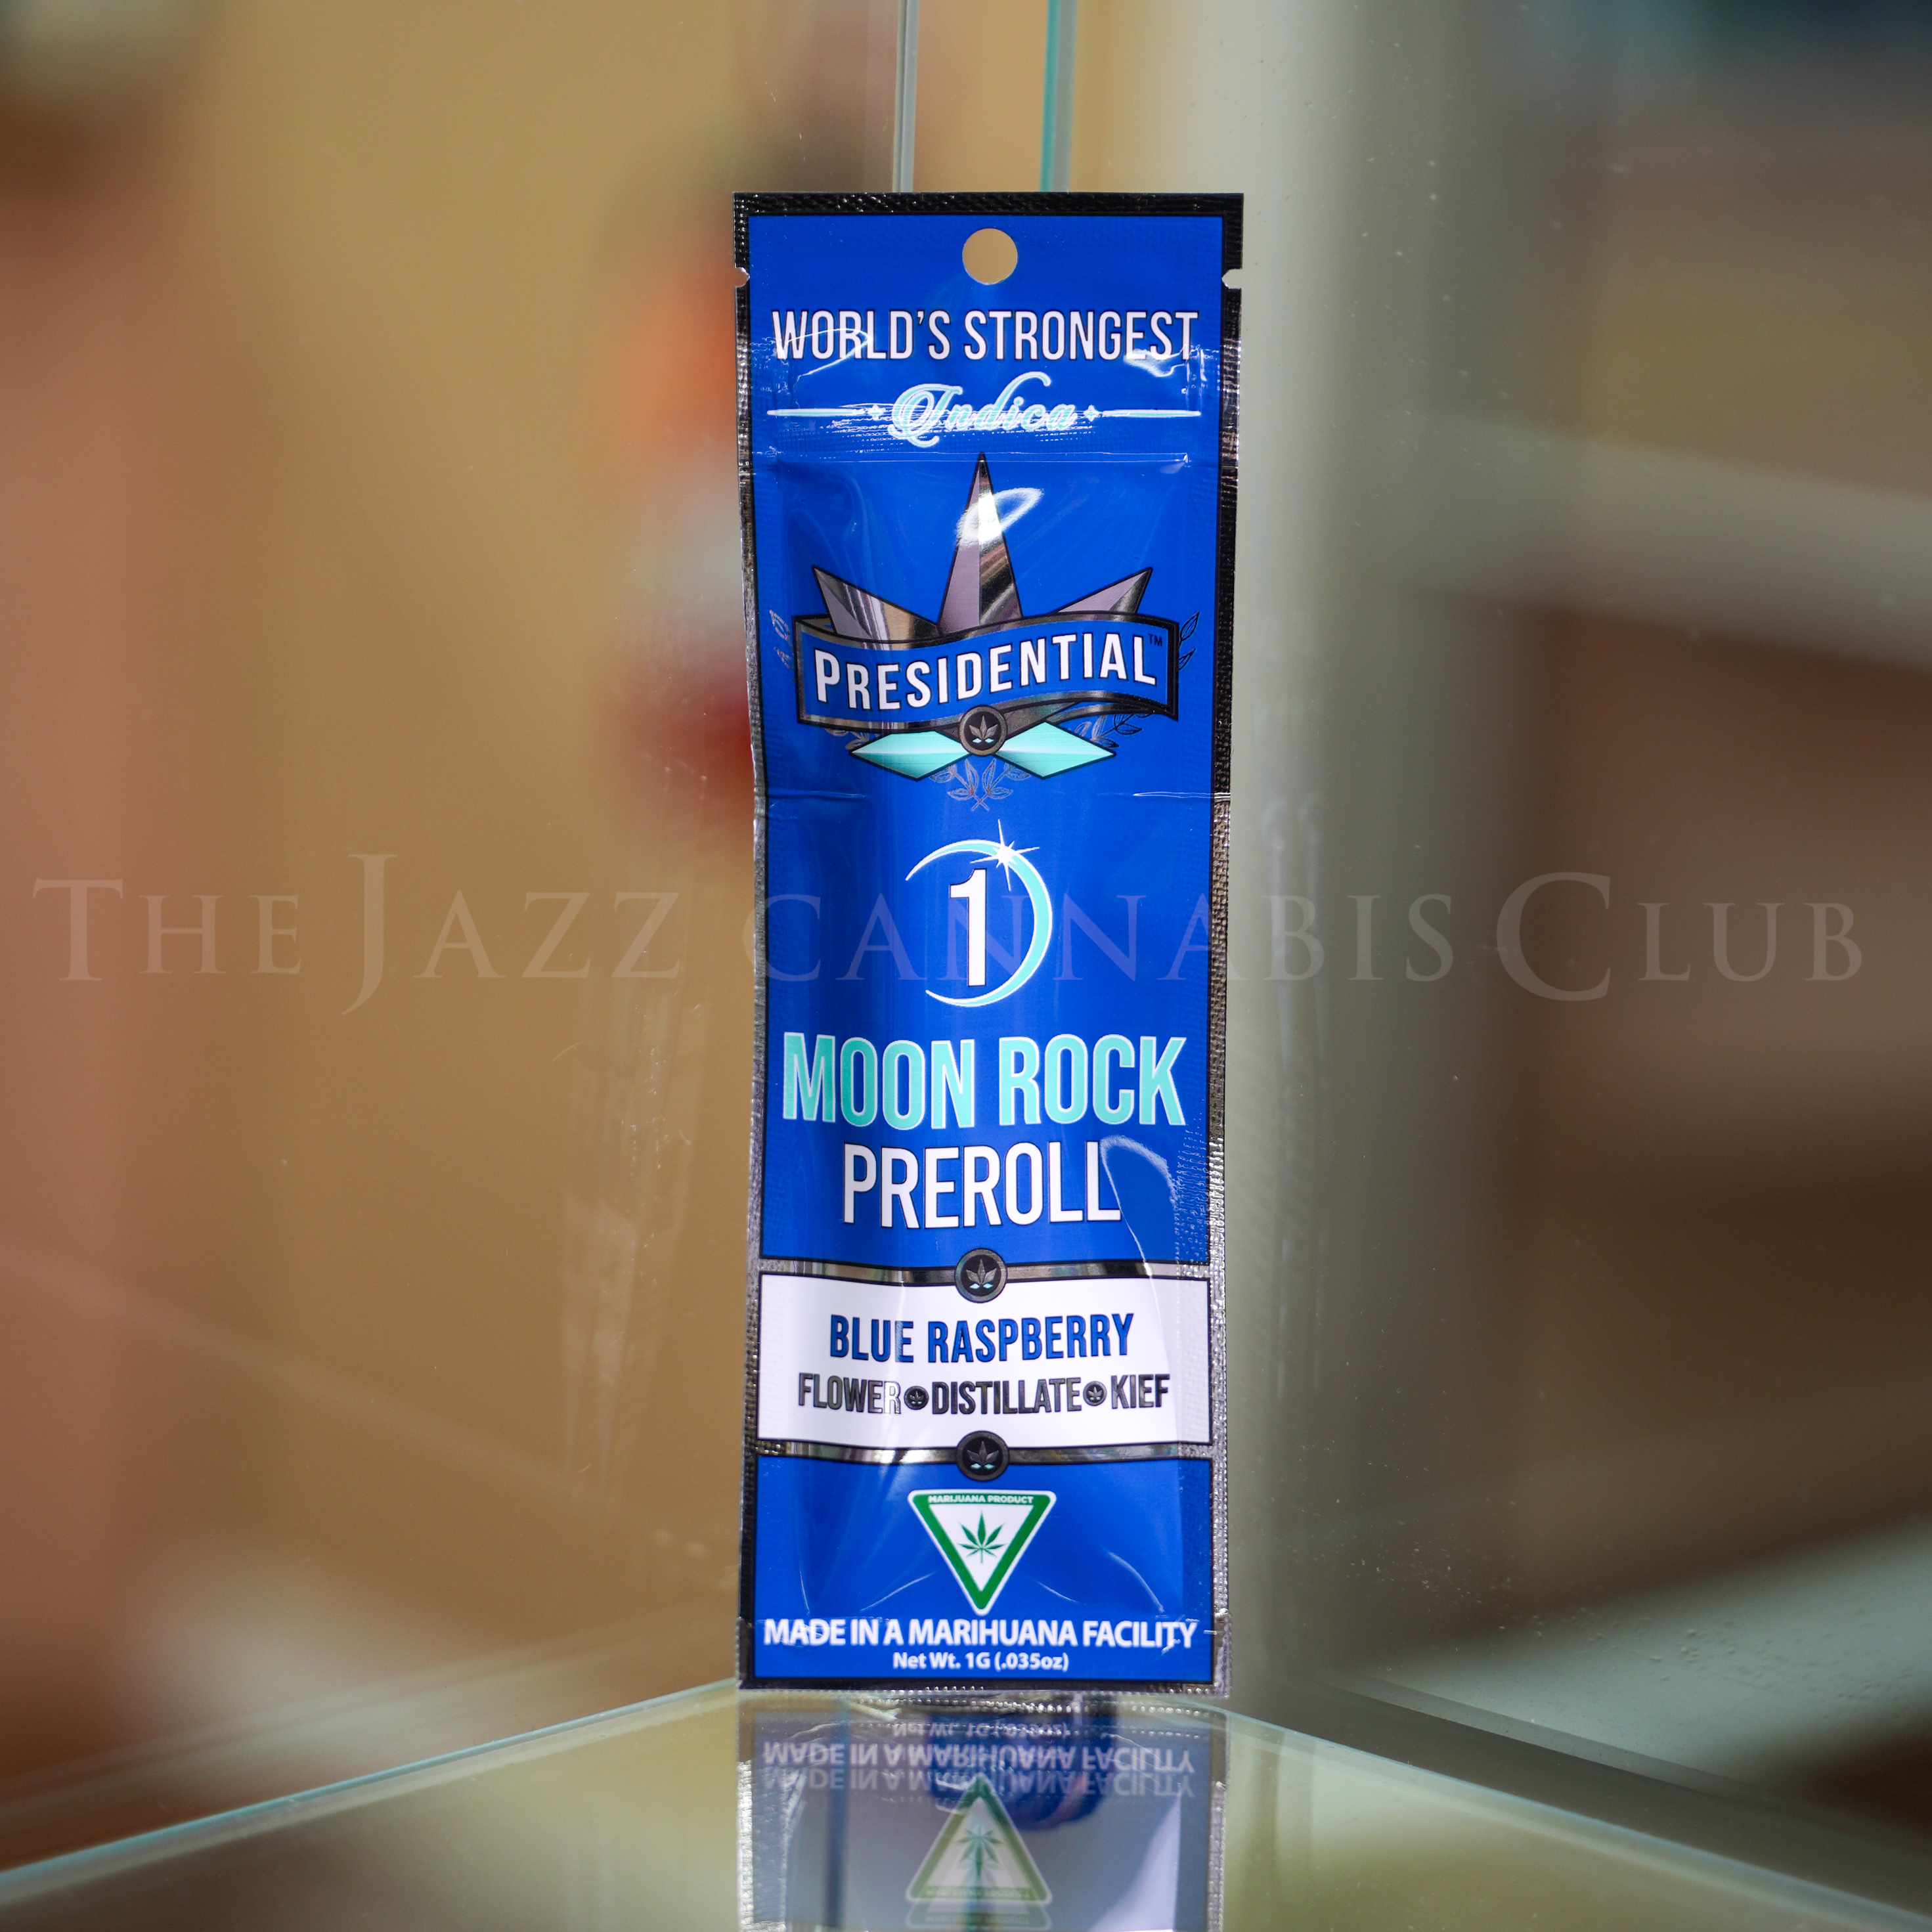 WORLD'S STRONGEST
Indica
PRESIDENTIAL™
1
THE JAZZ CANNABIS CLUB
MOON ROCK
PREROLL
BLUE RASPBERRY
FLOWER DISTILLATE KIEF
MARIJUANA PRODUCT
MADE IN A MARIHUANA FACILITY
Net Wt. 1G (.035oz)